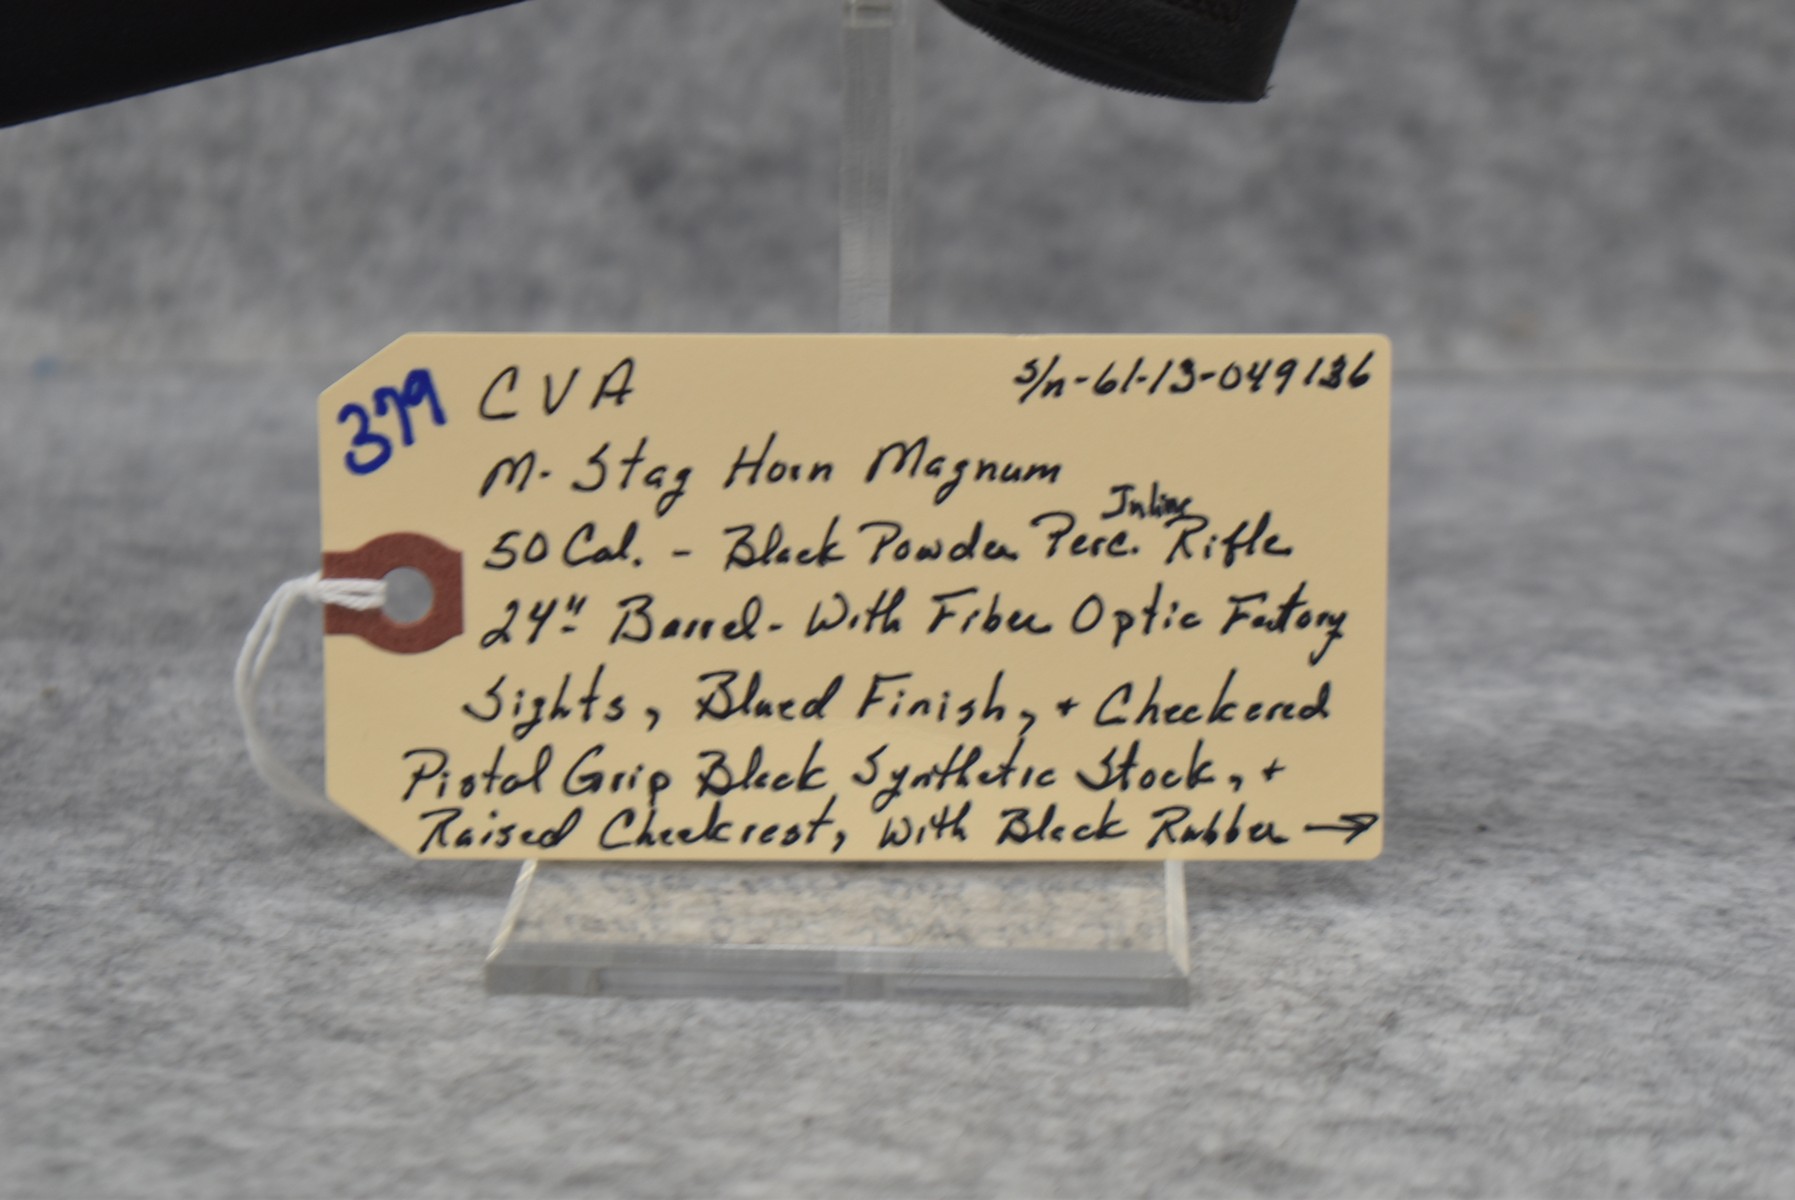 379 CVA s/n-61-13-049136
M- Stag Horn Magnum
50 Cal. - Black Powder Perc. Inline Rifle
24" Barrel - With Fiber Optic Factory
Sights, Blued Finish, + Checkered
Pistol Grip Black Synthetic Stock, +
Raised Cheekrest, with Black Rubber →